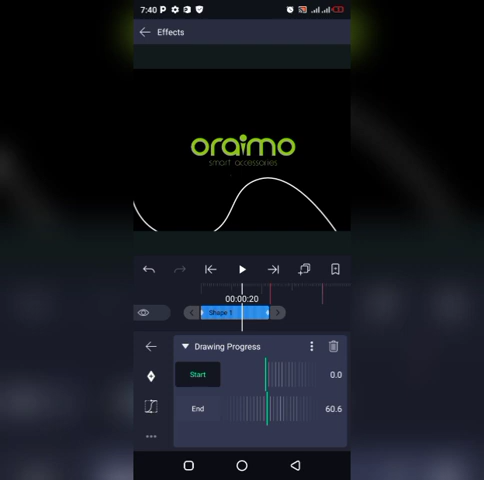 7:40 P
Effects
oraimo
smart accessories
00:00:20
Shape 1
Drawing Progress
Start
0.0
End
60.6